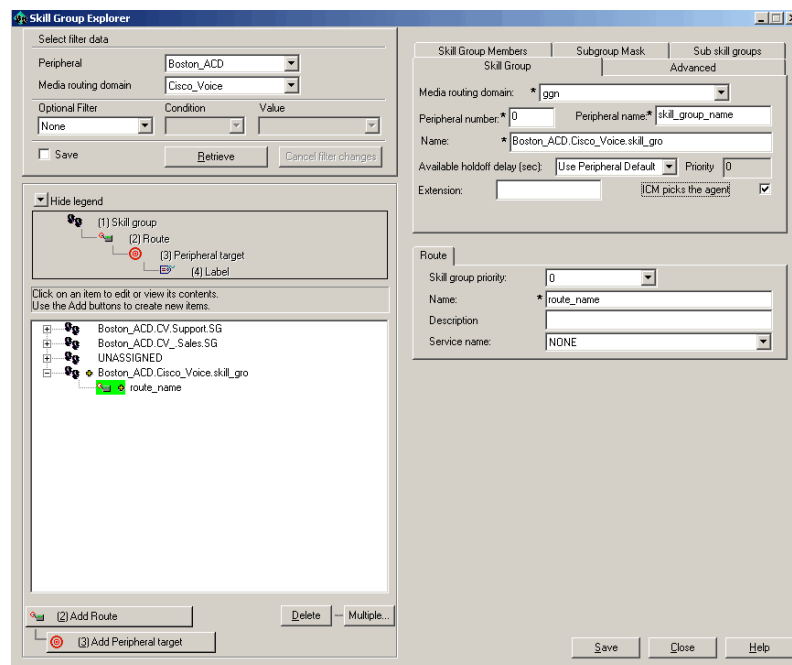 Skill Group Explorer
Select filter data
Peripheral Boston_ACD
Media routing domain Cisco_Voice
Optional Filter Condition Value
None
Save Retrieve Cancel filter changes
Hide legend
(1) Skill group
(2) Route
(3) Peripheral target
(4) Label
Click on an item to edit or view its contents.
Use the Add buttons to create new items.
Boston_ACD.CV.Support.SG
Boston_ACD.CV_.Sales.SG
UNASSIGNED
Boston_ACD.Cisco_Voice.skill_gro
route_name
(2) Add Route Delete Multiple...
(3) Add Peripheral target
Skill Group Members Subgroup Mask Sub skill groups
Skill Group Advanced
Media routing domain: * ggn
Peripheral number:* 0 Peripheral name:* skill_group_name
Name: * Boston_ACD.Cisco_Voice.skill_gro
Available holdoff delay (sec): Use Peripheral Default Priority 0
Extension: ICM picks the agent
Route
Skill group priority: 0
Name: * route_name
Description
Service name: NONE
Save Close Help